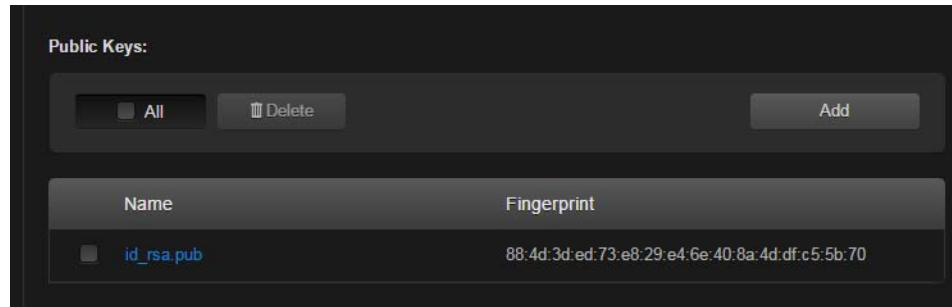 Public Keys:
All Delete Add
Name Fingerprint
id_rsa.pub 88:4d:3d:ed:73:e8:29:e4:6e:40:8a:4d:df:c5:5b:70